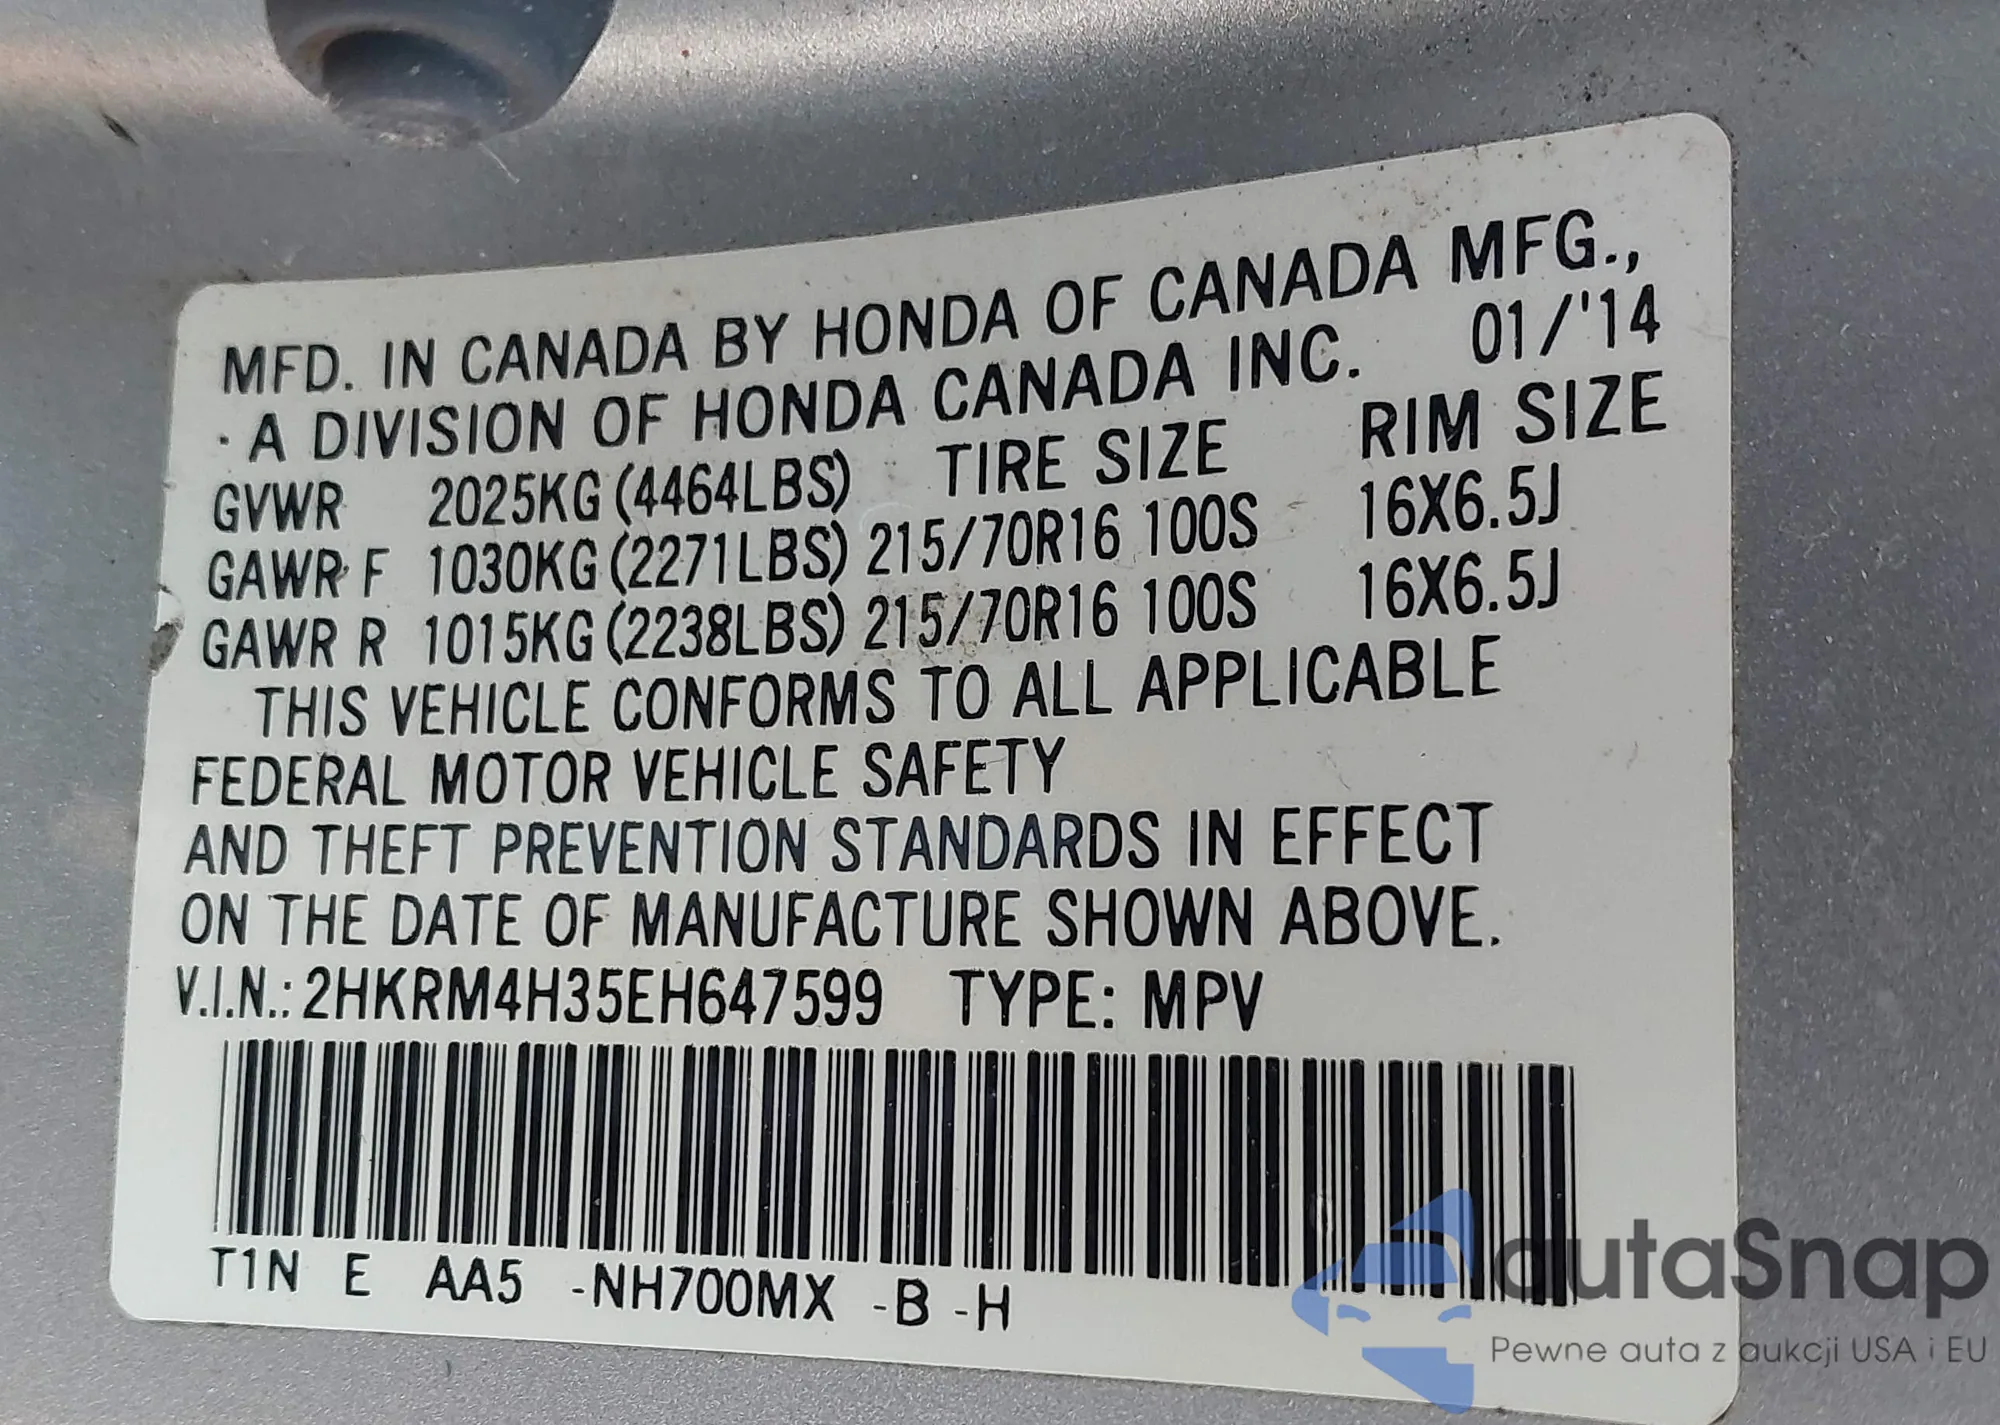 MFD. IN CANADA BY HONDA OF CANADA MFG.,
· A DIVISION OF HONDA CANADA INC. 01/'14
GVWR 2025KG (4464LBS) TIRE SIZE RIM SIZE
GAWR F 1030KG (2271LBS) 215/70R16 100S 16X6.5J
GAWR R 1015KG (2238LBS) 215/70R16 100S 16X6.5J
THIS VEHICLE CONFORMS TO ALL APPLICABLE
FEDERAL MOTOR VEHICLE SAFETY
AND THEFT PREVENTION STANDARDS IN EFFECT
ON THE DATE OF MANUFACTURE SHOWN ABOVE.
V.I.N.: 2HKRM4H35EH647599 TYPE: MPV
T1N E AA5 -NH700MX -B -H
autaSnap
Pewne auta z aukcji USA i EU